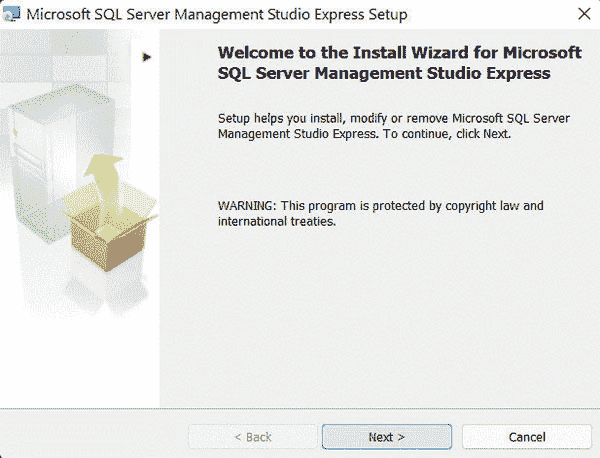 Microsoft SQL Server Management Studio Express Setup
Welcome to the Install Wizard for Microsoft
SQL Server Management Studio Express
Setup helps you install, modify or remove Microsoft SQL Server
Management Studio Express. To continue, click Next.
WARNING: This program is protected by copyright law and
international treaties.
< Back
Next >
Cancel